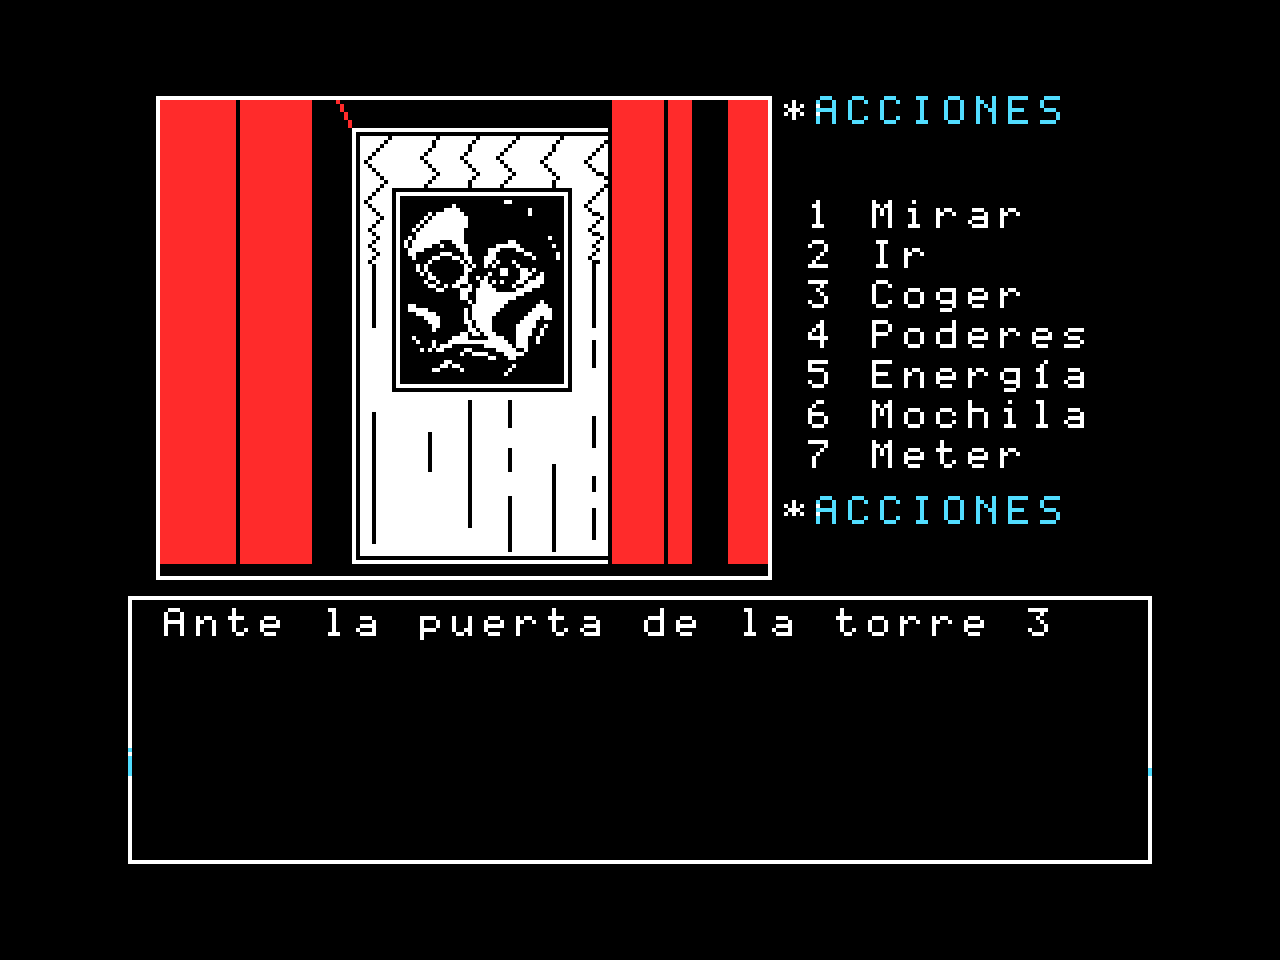 *ACCIONES
1 Mirar
2 Ir
3 Coger
4 Poderes
5 Energía
6 Mochila
7 Meter
*ACCIONES
Ante la puerta de la torre 3